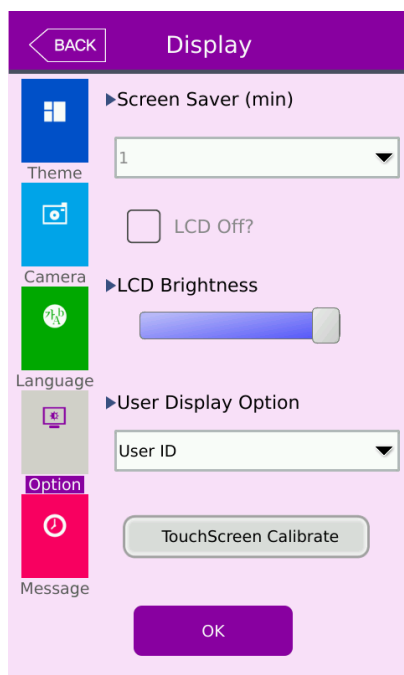 BACK
Display
Theme
Camera
Language
Option
Message
▶Screen Saver (min)
1
LCD Off?
▶LCD Brightness
▶User Display Option
User ID
TouchScreen Calibrate
OK